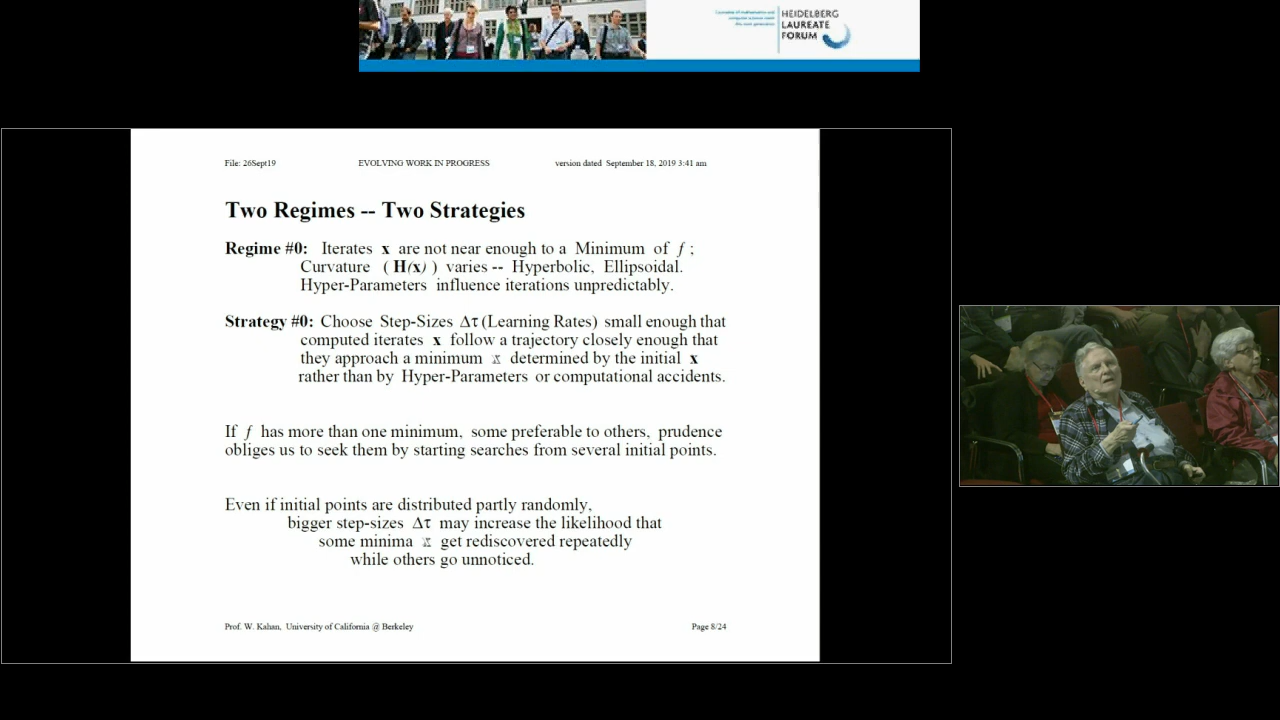 HEIDELBERG
LAUREATE
FORUM
File: 26Sept19 EVOLVING WORK IN PROGRESS version dated September 18, 2019 3:41 am
Two Regimes -- Two Strategies
Regime #0: Iterates x are not near enough to a Minimum of ƒ ;
Curvature ( H(x) ) varies -- Hyperbolic, Ellipsoidal.
Hyper-Parameters influence iterations unpredictably.
Strategy #0: Choose Step-Sizes Δτ (Learning Rates) small enough that
computed iterates x follow a trajectory closely enough that
they approach a minimum 𝕩 determined by the initial x
rather than by Hyper-Parameters or computational accidents.
If ƒ has more than one minimum, some preferable to others, prudence
obliges us to seek them by starting searches from several initial points.
Even if initial points are distributed partly randomly,
bigger step-sizes Δτ may increase the likelihood that
some minima 𝕩 get rediscovered repeatedly
while others go unnoticed.
Prof. W. Kahan, University of California @ Berkeley Page 8/24